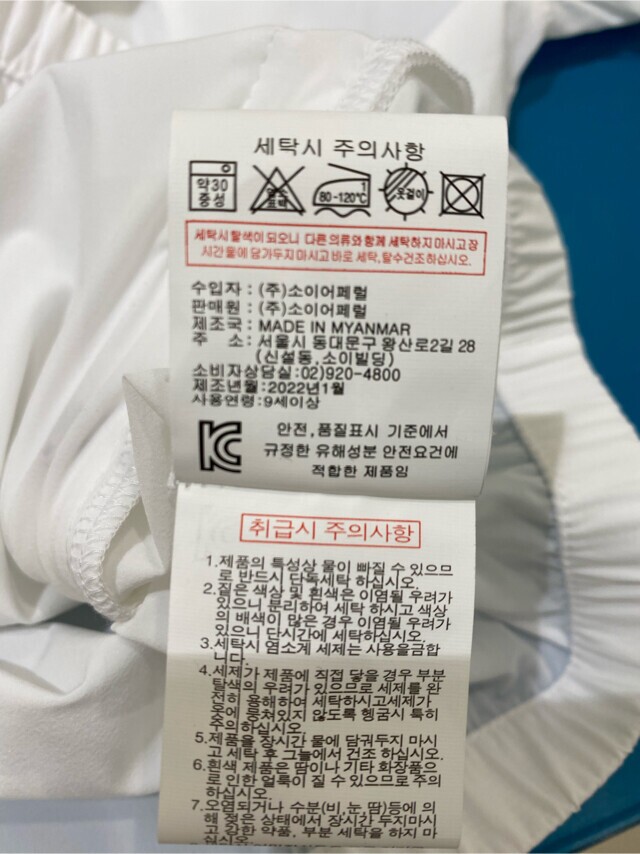 세탁시 주의사항
약30
중성
염소
표백
1
80-120℃
옷걸이
세탁시 탈색이 되오니 다른 의류와 함께 세탁하지 마시고 장
시간 물에 담가두지 마시고 바로 세탁,탈수건조하십시오.
수입자 : (주)소이어페럴
판매원 : (주)소이어페럴
제조국 : MADE IN MYANMAR
주 소 : 서울시 동대문구 왕산로2길 28
(신설동,소이빌딩)
소비자상담실:02)920-4800
제조년월:2022년1월
사용연령:9세이상
안전,품질표시 기준에서
규정한 유해성분 안전요건에
적합한 제품임
취급시 주의사항
1.제품의 특성상 물이 빠질 수 있으므
로 반드시 단독세탁 하십시오.
2.짙은 색상 및 흰색은 이염될 우려가
있으니 분리하여 세탁 하시고 색상
의 배색이 많은 경우 이염될 우려가
있으니 단시간에 세탁하십시오.
3.세탁시 염소계 세제는 사용을금합
니다.
4.세제가 제품에 직접 닿을 경우 부분
탈색의 우려가 있으므로 세제를 완
전히 용해하여 세탁하시고세제가
옷에 뭉쳐있지 않도록 헹굼시 특히
주의하십시오.
5.제품을 장시간 물에 담궈두지 마시
고 세탁 후 그늘에서 건조 하십시오.
6.흰색 제품은 땀이나 기타 화장품으
로 인한 얼룩이 질 수 있으므로 주의
하십시오.
7.오염되거나 수분(비,눈,땀)등에 의
해 젖은 상태에서 장시간 두지마시
고 강한 약품, 부분 세탁을 하지 마
십시오.